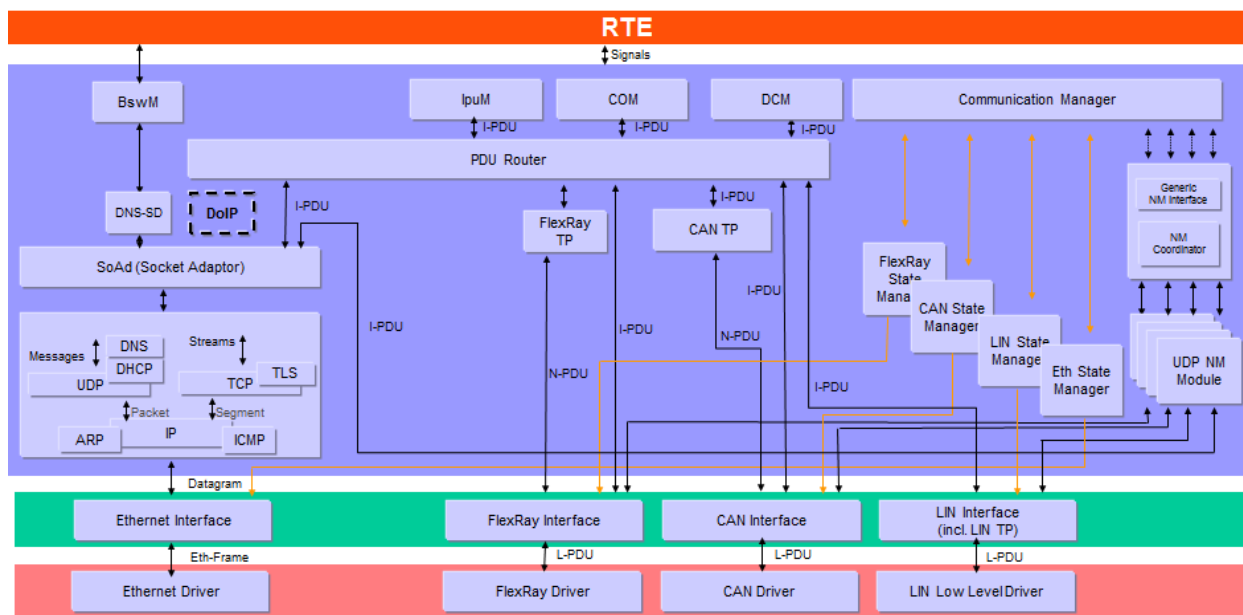 RTE
Signals
BswM
IpuM
COM
DCM
Communication Manager
I-PDU
I-PDU
I-PDU
PDU Router
Generic
NM Interface
NM
Coordinator
DNS-SD
DoIP
I-PDU
FlexRay
TP
I-PDU
CAN TP
SoAd (Socket Adaptor)
FlexRay
State
Manager
CAN State
Manager
LIN State
Manager
Eth State
Manager
UDP NM
Module
I-PDU
I-PDU
I-PDU
N-PDU
N-PDU
I-PDU
Messages
DNS
DHCP
UDP
Streams
TLS
TCP
Packet
Segment
ARP
IP
ICMP
Datagram
Ethernet Interface
FlexRay Interface
CAN Interface
LIN Interface
(incl. LIN TP)
Eth-Frame
L-PDU
L-PDU
L-PDU
Ethernet Driver
FlexRay Driver
CAN Driver
LIN Low Level Driver